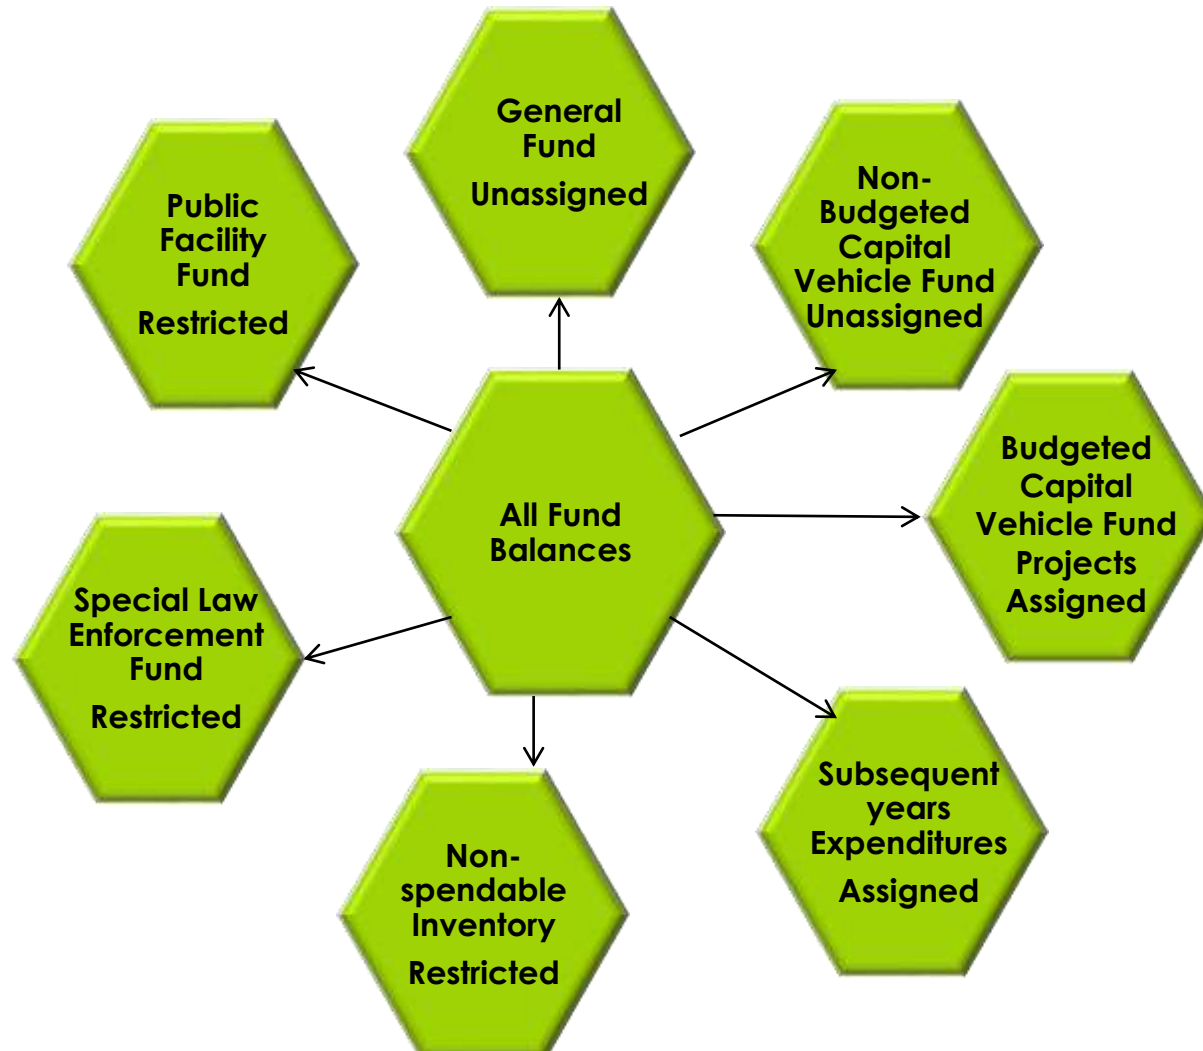 General
Fund
Unassigned
Non-
Budgeted
Capital
Vehicle Fund
Unassigned
Public
Facility
Fund
Restricted
Budgeted
Capital
Vehicle Fund
Projects
Assigned
All Fund
Balances
Special Law
Enforcement
Fund
Restricted
Subsequent
years
Expenditures
Assigned
Non-
spendable
Inventory
Restricted